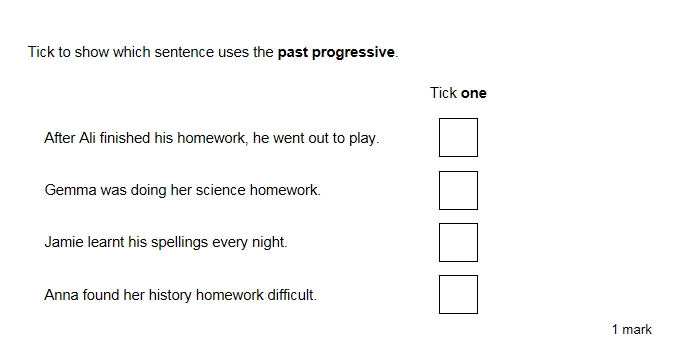 Tick to show which sentence uses the past progressive.
Tick one
After Ali finished his homework, he went out to play.
Gemma was doing her science homework.
Jamie learnt his spellings every night.
Anna found her history homework difficult.
1 mark